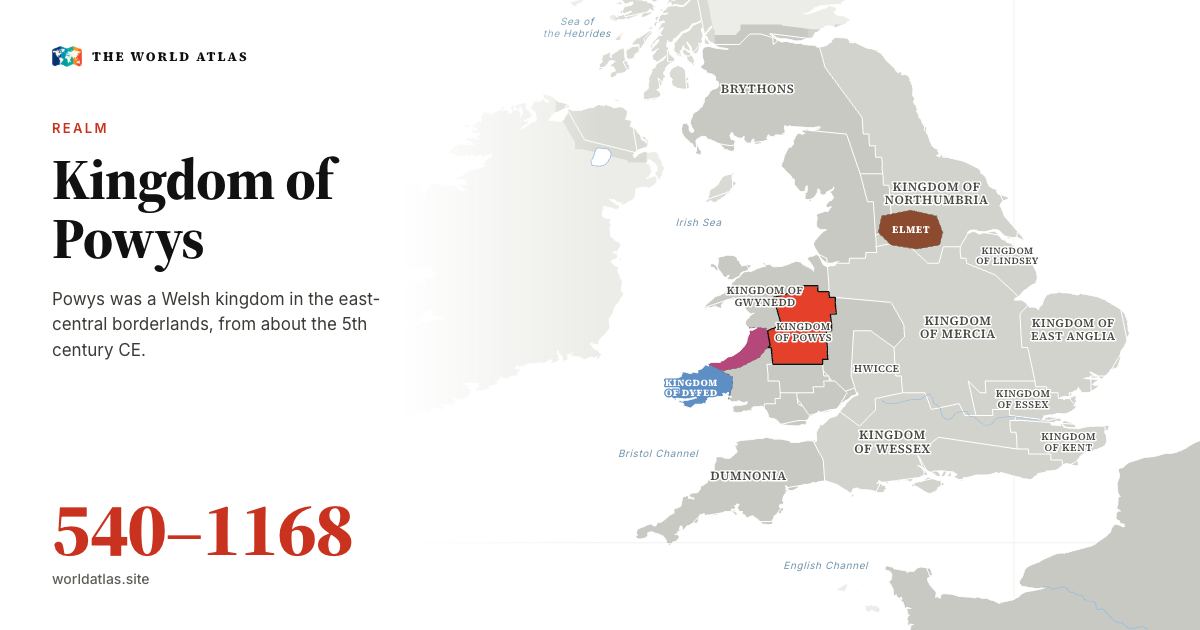 THE WORLD ATLAS
REALM
Kingdom of
Powys
Powys was a Welsh kingdom in the east-
central borderlands, from about the 5th
century CE.
540–1168
worldatlas.site
Sea of
the Hebrides
BRYTHONS
KINGDOM OF
NORTHUMBRIA
ELMET
Irish Sea
KINGDOM
OF LINDSEY
KINGDOM OF
GWYNEDD
KINGDOM
OF POWYS
KINGDOM
OF MERCIA
KINGDOM OF
EAST ANGLIA
HWICCE
KINGDOM
OF DYFED
KINGDOM
OF ESSEX
KINGDOM
OF WESSEX
KINGDOM
OF KENT
Bristol Channel
DUMNONIA
English Channel